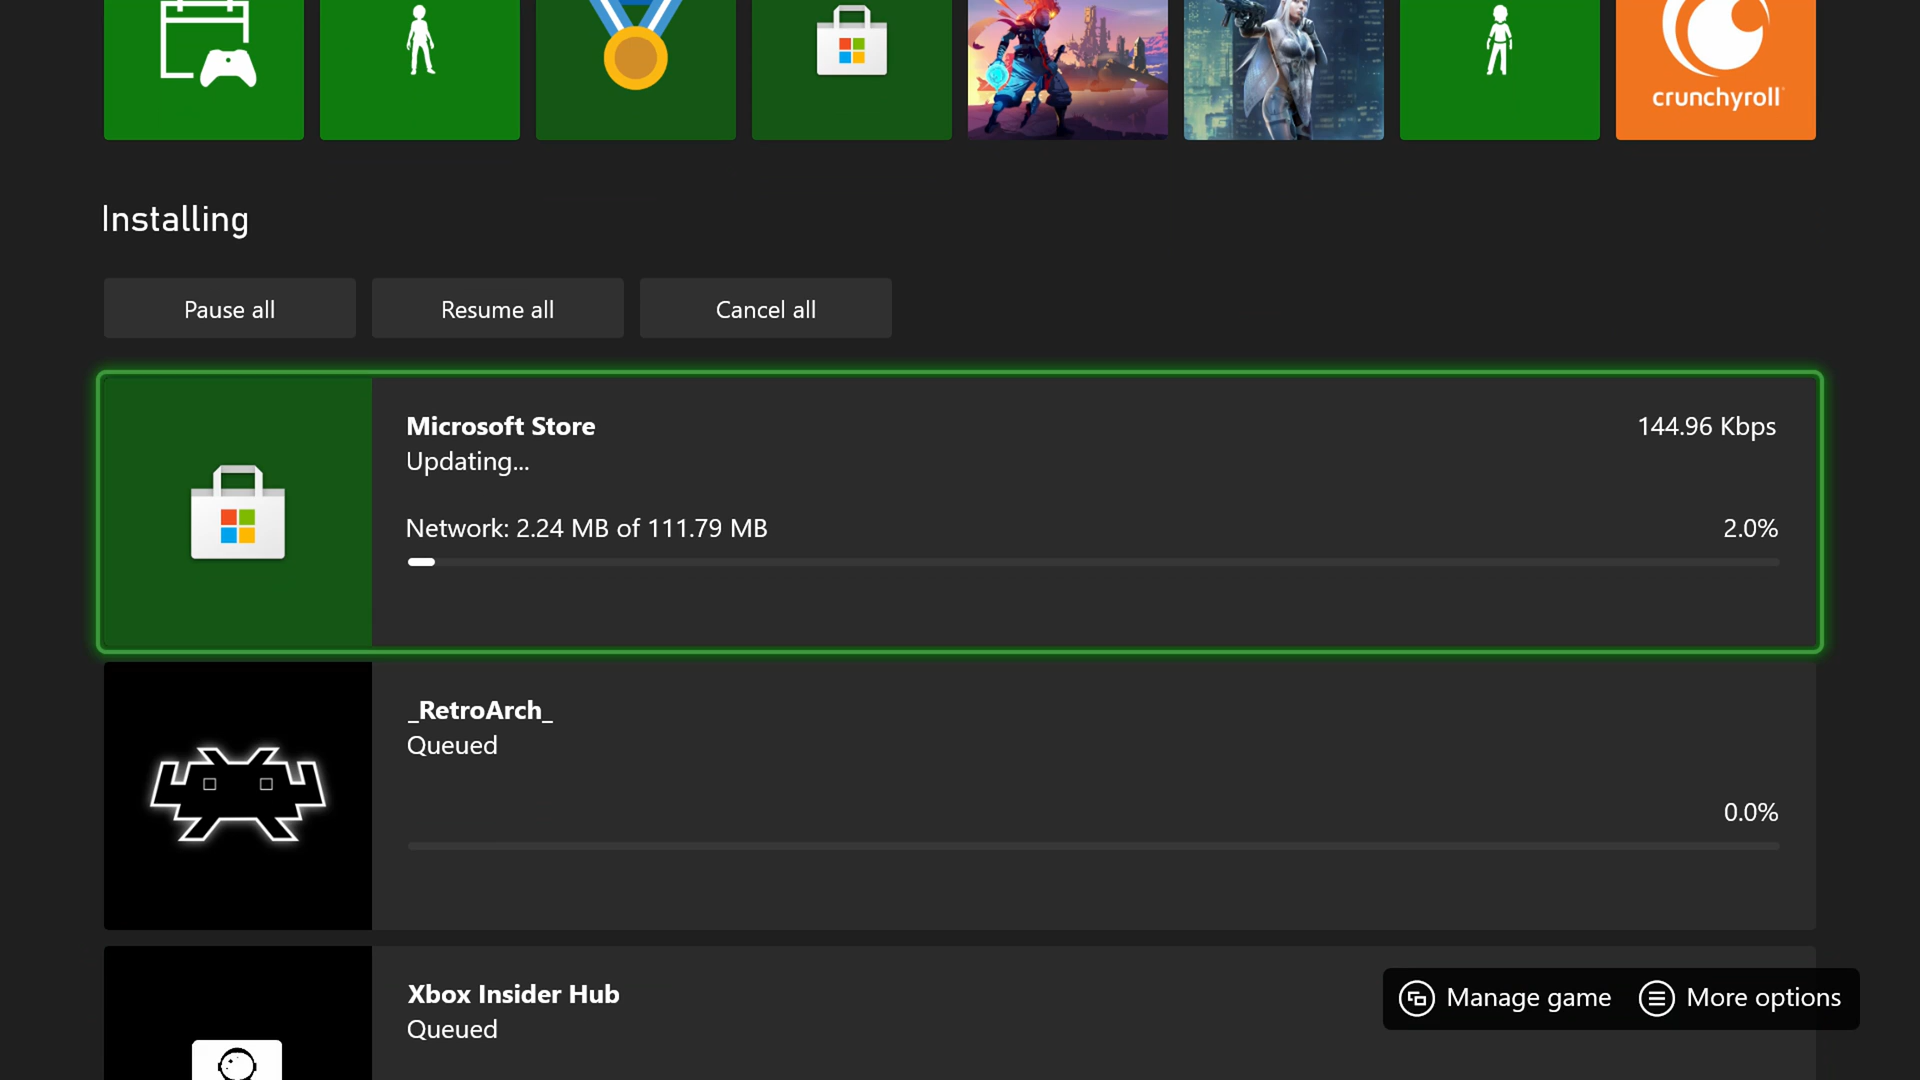 crunchyroll
Installing
Pause all
Resume all
Cancel all
Microsoft Store
144.96 Kbps
Updating...
Network: 2.24 MB of 111.79 MB
2.0%
_RetroArch_
Queued
0.0%
Xbox Insider Hub
Queued
Manage game
More options